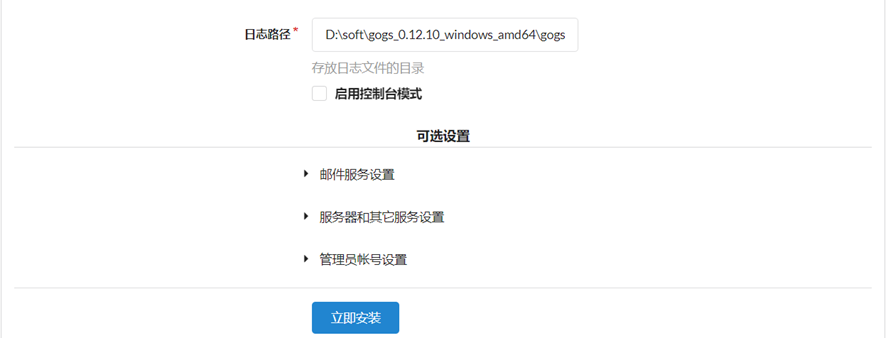 日志路径*
D:\soft\gogs_0.12.10_windows_amd64\gogs
存放日志文件的目录
启用控制台模式
可选设置
邮件服务设置
服务器和其它服务设置
管理员帐号设置
立即安装